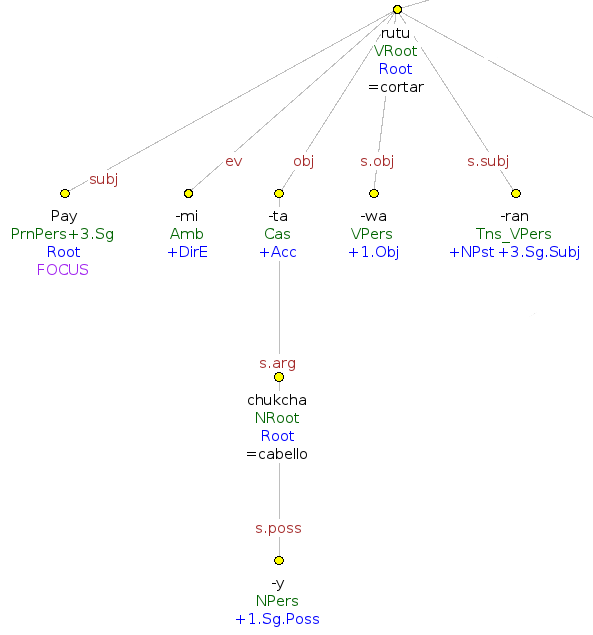 rutu
VRoot
Root
=cortar
subj
ev
obj
s.obj
s.subj
Pay
PrnPers+3.Sg
Root
FOCUS
-mi
Amb
+DirE
-ta
Cas
+Acc
-wa
VPers
+1.Obj
-ran
Tns_VPers
+NPst +3.Sg.Subj
s.arg
chukcha
NRoot
Root
=cabello
s.poss
-y
NPers
+1.Sg.Poss